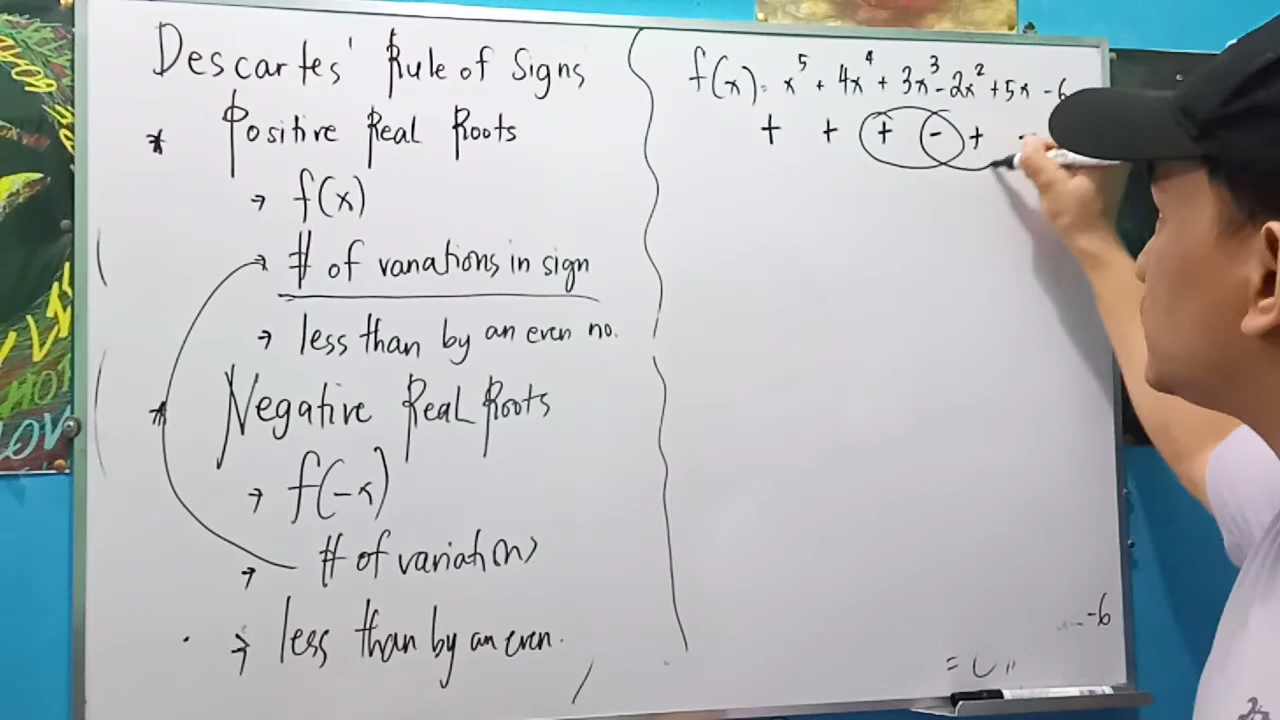 Descartes' Rule of Signs
* Positive Real Roots
→ f(x)
→ # of variations in sign
→ less than by an even no.
* Negative Real Roots
→ f(-x)
→ # of variations
→ less than by an even.
f(x) = x⁵ + 4x⁴ + 3x³ - 2x² + 5x - 6
+ + + - + -
-6